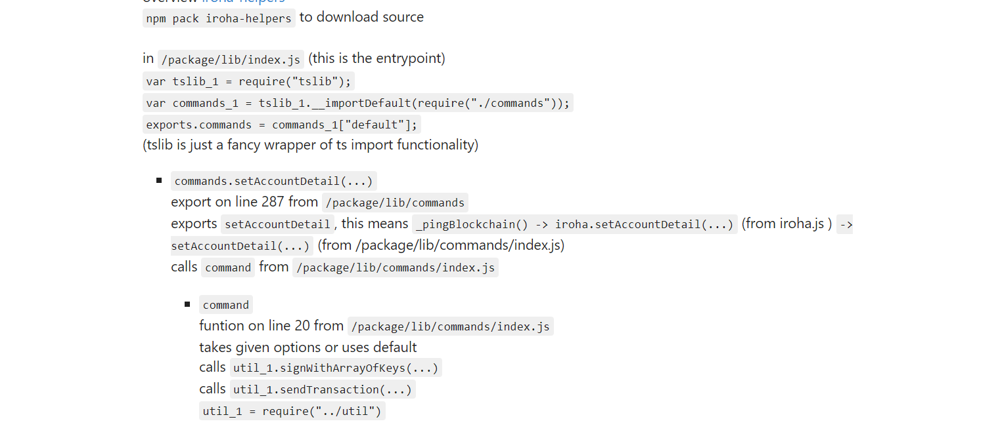 overview iroha-helpers
npm pack iroha-helpers to download source
in /package/lib/index.js (this is the entrypoint)
var tslib_1 = require("tslib");
var commands_1 = tslib_1.__importDefault(require("./commands"));
exports.commands = commands_1["default"];
(tslib is just a fancy wrapper of ts import functionality)
commands.setAccountDetail(...)
export on line 287 from /package/lib/commands
exports setAccountDetail, this means _pingBlockchain() -> iroha.setAccountDetail(...) (from iroha.js ) ->
setAccountDetail(...) (from /package/lib/commands/index.js)
calls command from /package/lib/commands/index.js
command
funtion on line 20 from /package/lib/commands/index.js
takes given options or uses default
calls util_1.signWithArrayOfKeys(...)
calls util_1.sendTransaction(...)
util_1 = require("../util")